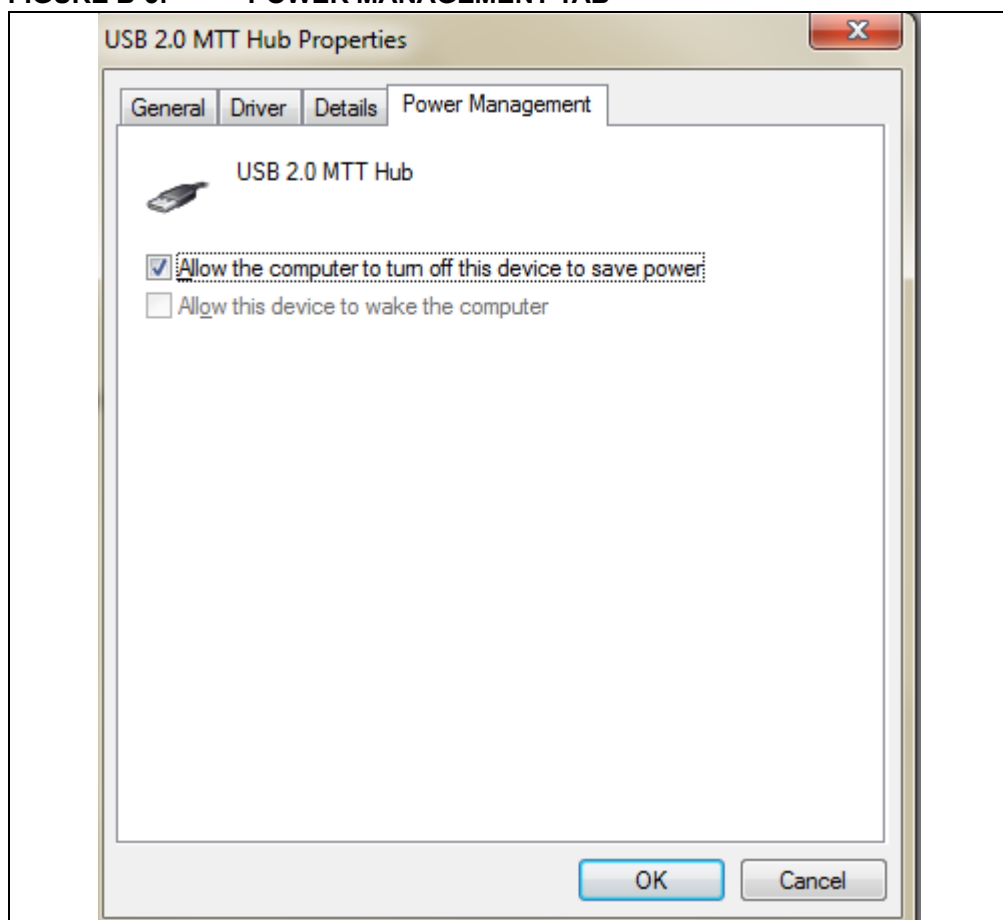 USB 2.0 MTT Hub Properties
General Driver Details Power Management
USB 2.0 MTT Hub
Allow the computer to turn off this device to save power
Allow this device to wake the computer
OK Cancel